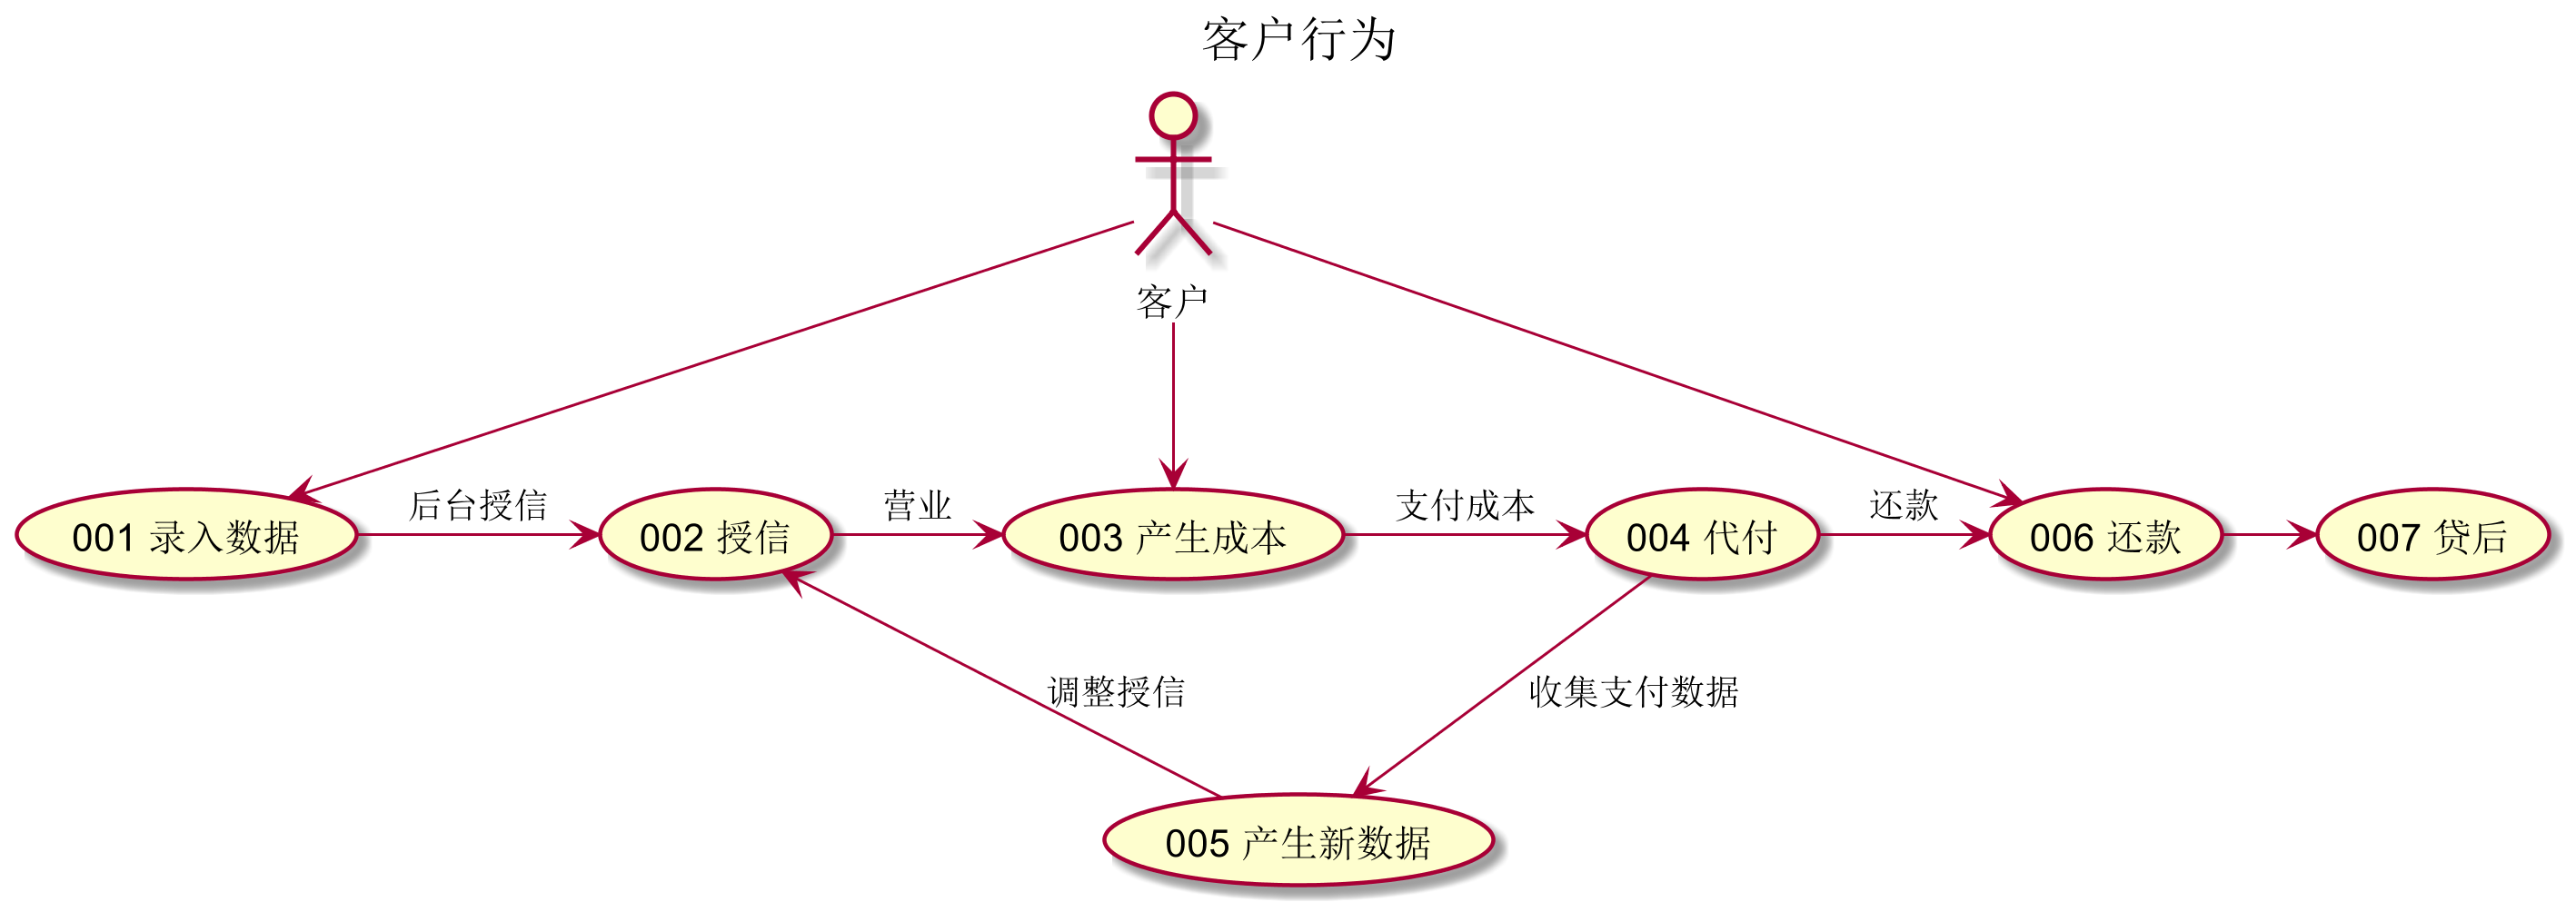 客户行为
客户
后台授信
营业
支付成本
还款
001 录入数据
002 授信
003 产生成本
004 代付
006 还款
007 贷后
调整授信
收集支付数据
005 产生新数据